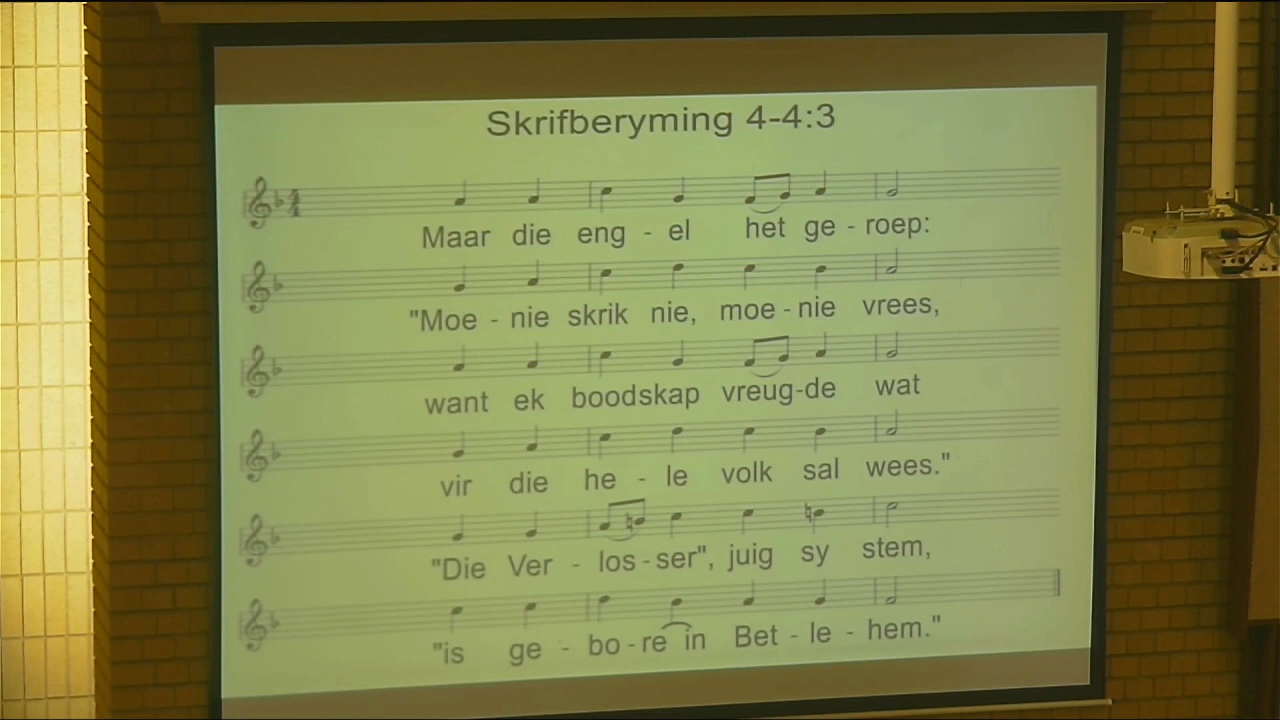 Skrifberyming 4-4:3
Maar die eng - el het ge - roep:
"Moe - nie skrik nie, moe - nie vrees,
want ek boodskap vreug-de wat
vir die he - le volk sal wees."
"Die Ver - los - ser", juig sy stem,
"is ge - bo - re in Bet - le - hem."